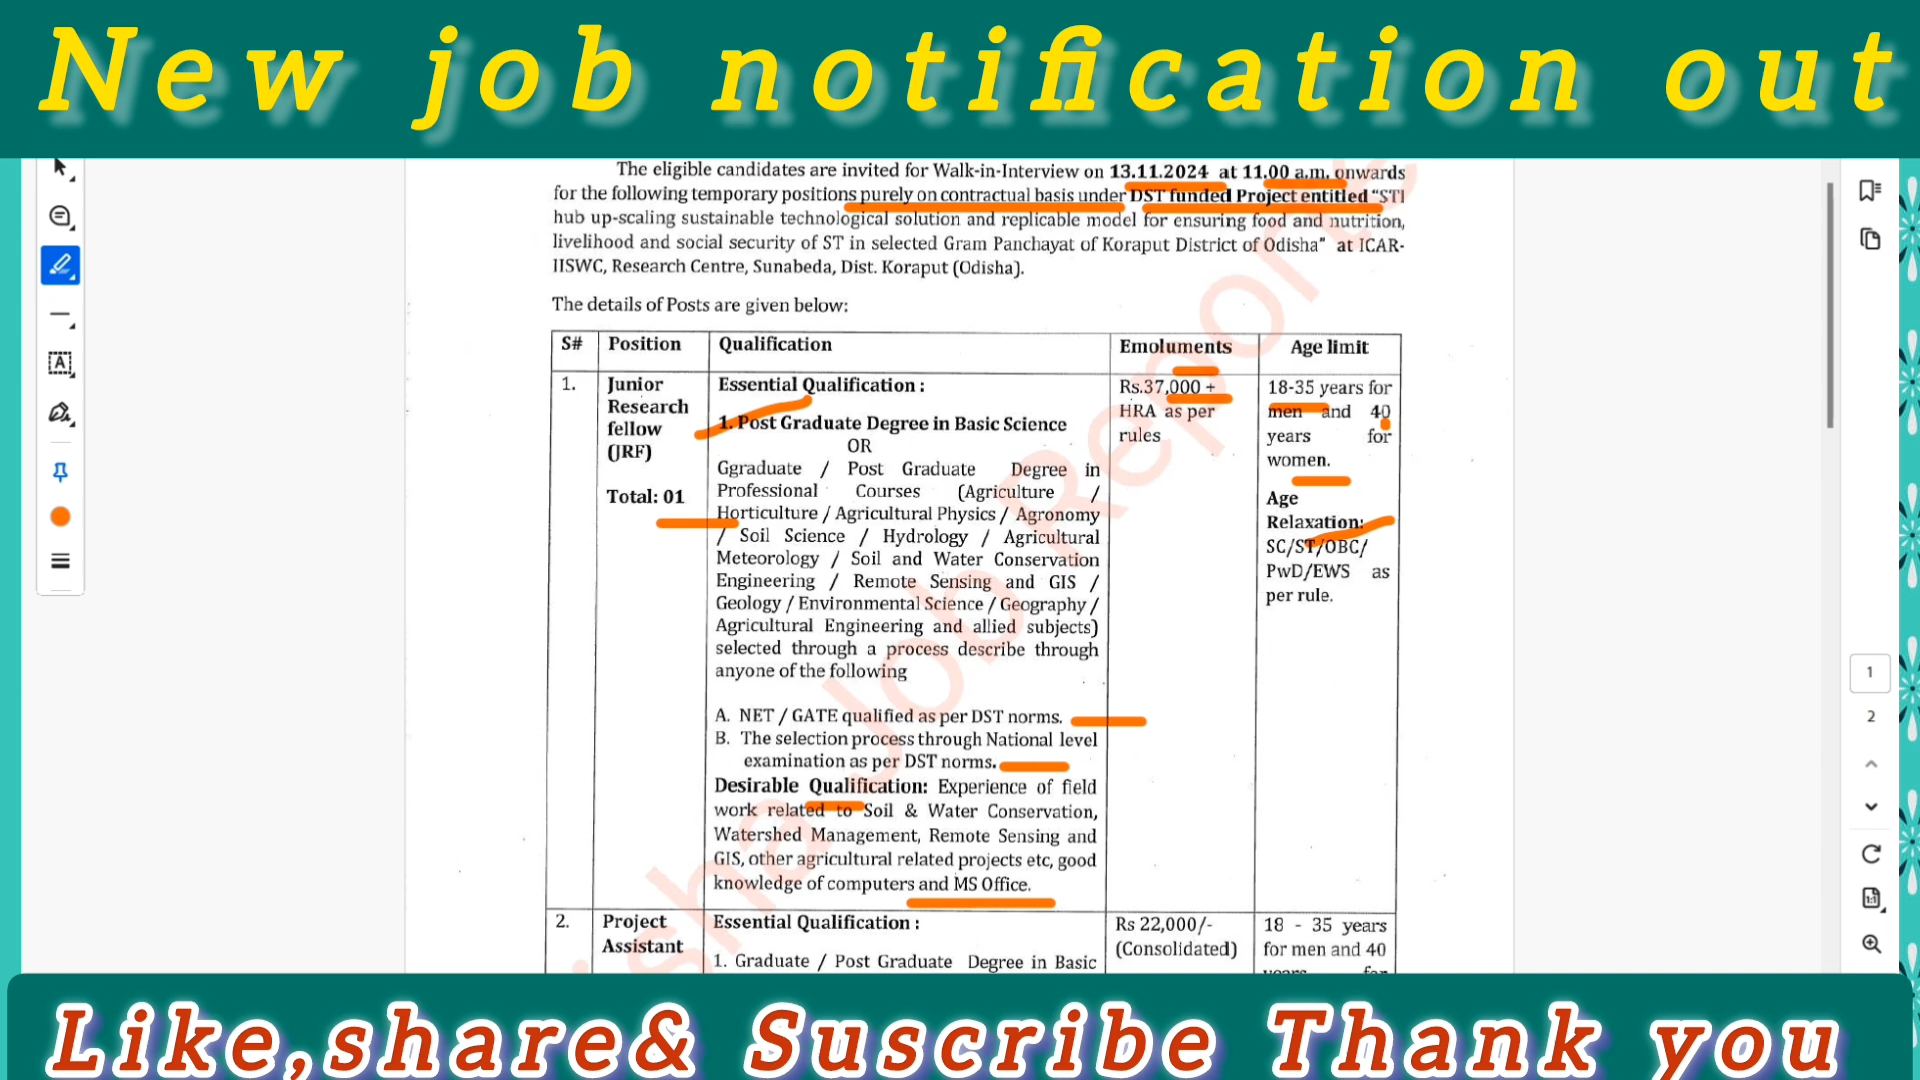 New job notification out
The eligible candidates are invited for Walk-in-Interview on 13.11.2024 at 11.00 a.m. onwards
for the following temporary positions purely on contractual basis under DST funded Project entitled "STI
hub up-scaling sustainable technological solution and replicable model for ensuring food and nutrition,
livelihood and social security of ST in selected Gram Panchayat of Koraput District of Odisha" at ICAR-
IISWC, Research Centre, Sunabeda, Dist. Koraput (Odisha).
The details of Posts are given below:
S# Position Qualification Emoluments Age limit
1. Junior
Research
fellow
(JRF)
Total: 01
Essential Qualification :
1. Post Graduate Degree in Basic Science
OR
Ggraduate / Post Graduate Degree in
Professional Courses (Agriculture /
Horticulture / Agricultural Physics / Agronomy
/ Soil Science / Hydrology / Agricultural
Meteorology / Soil and Water Conservation
Engineering / Remote Sensing and GIS /
Geology / Environmental Science / Geography /
Agricultural Engineering and allied subjects)
selected through a process describe through
anyone of the following
A. NET / GATE qualified as per DST norms.
B. The selection process through National level
examination as per DST norms.
Desirable Qualification: Experience of field
work related to Soil & Water Conservation,
Watershed Management, Remote Sensing and
GIS, other agricultural related projects etc, good
knowledge of computers and MS Office.
Rs.37,000 +
HRA as per
rules
18-35 years for
men and 40
years for
women.
Age
Relaxation:
SC/ST/OBC/
PwD/EWS as
per rule.
2. Project
Assistant
Essential Qualification :
1. Graduate / Post Graduate Degree in Basic
Rs 22,000/-
(Consolidated)
18 - 35 years
for men and 40
years for
sha Job Report
1
2
Like,share& Suscribe Thank you